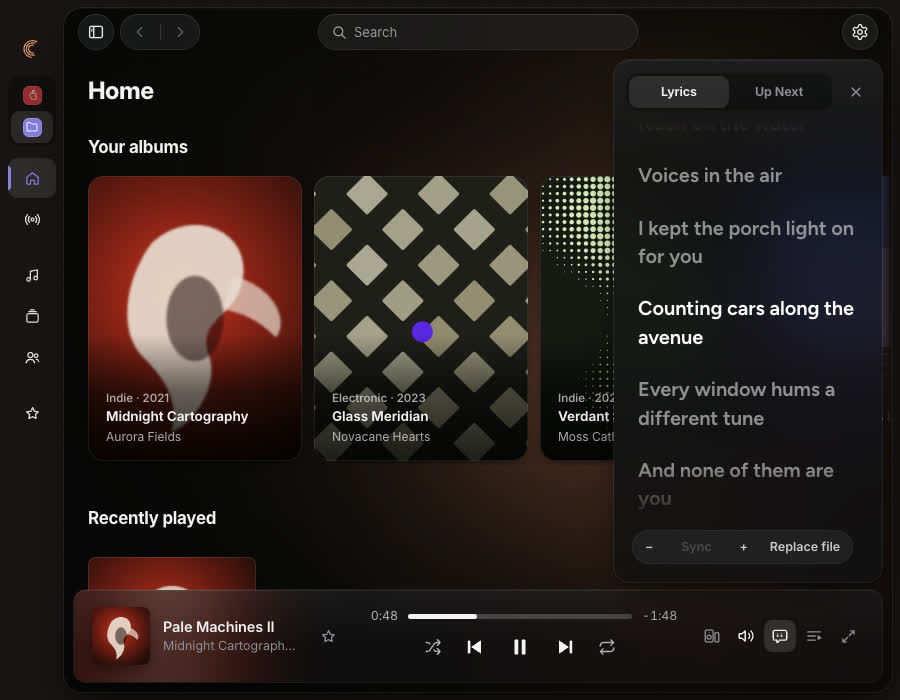 Search
Home
Lyrics
Up Next
Your albums
Voices in the air
I kept the porch light on
for you
Counting cars along the
avenue
Every window hums a
different tune
And none of them are
you
Indie · 2021
Midnight Cartography
Aurora Fields
Electronic · 2023
Glass Meridian
Novacane Hearts
Indie · 202
Verdant
Moss Cat
− Sync + Replace file
Recently played
Pale Machines II
Midnight Cartograph...
0:48
-1:48